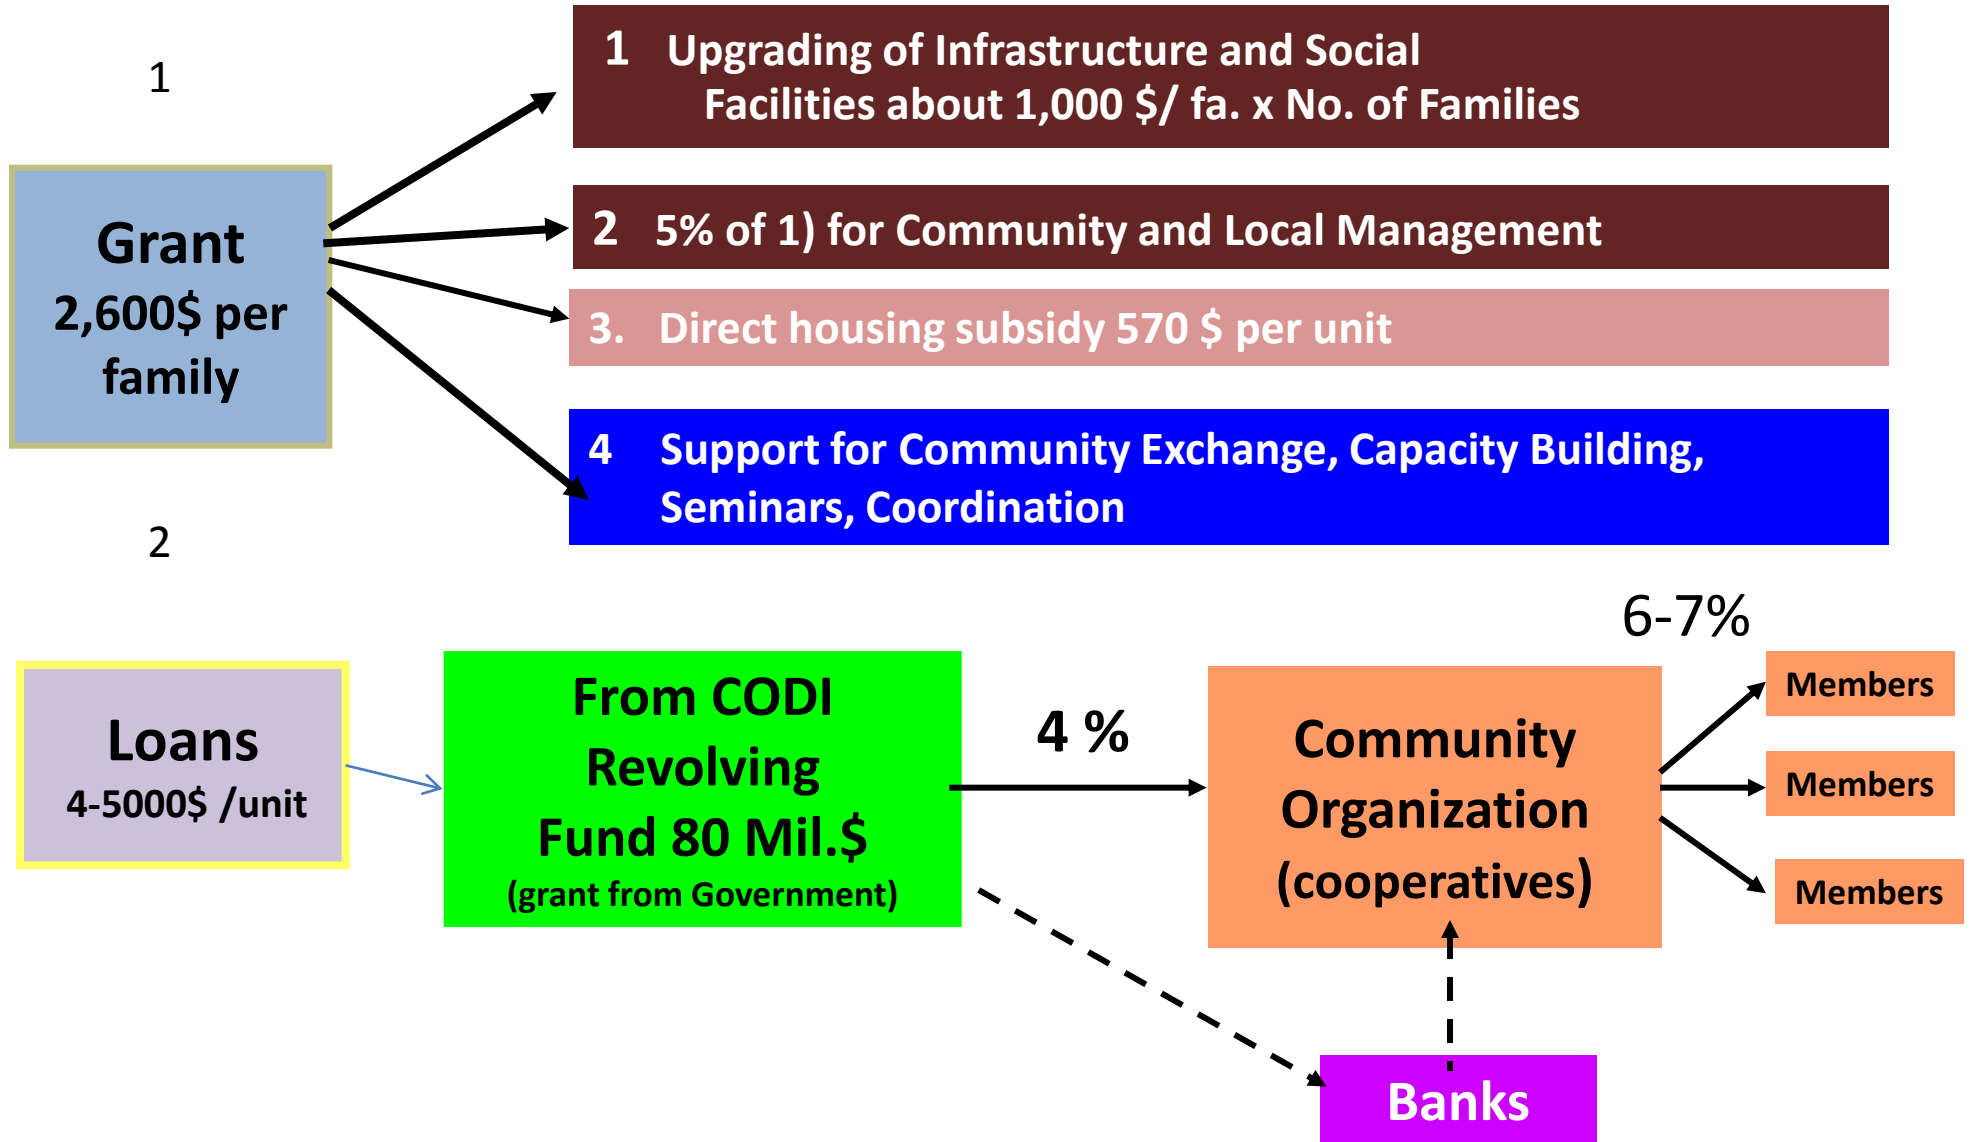 1
1 Upgrading of Infrastructure and Social
Facilities about 1,000 $/ fa. x No. of Families
Grant
2,600$ per
family
2 5% of 1) for Community and Local Management
3. Direct housing subsidy 570 $ per unit
4 Support for Community Exchange, Capacity Building,
Seminars, Coordination
2
Loans
4-5000$ /unit
From CODI
Revolving
Fund 80 Mil.$
(grant from Government)
4 %
Community
Organization
(cooperatives)
6-7%
Members
Members
Members
Banks